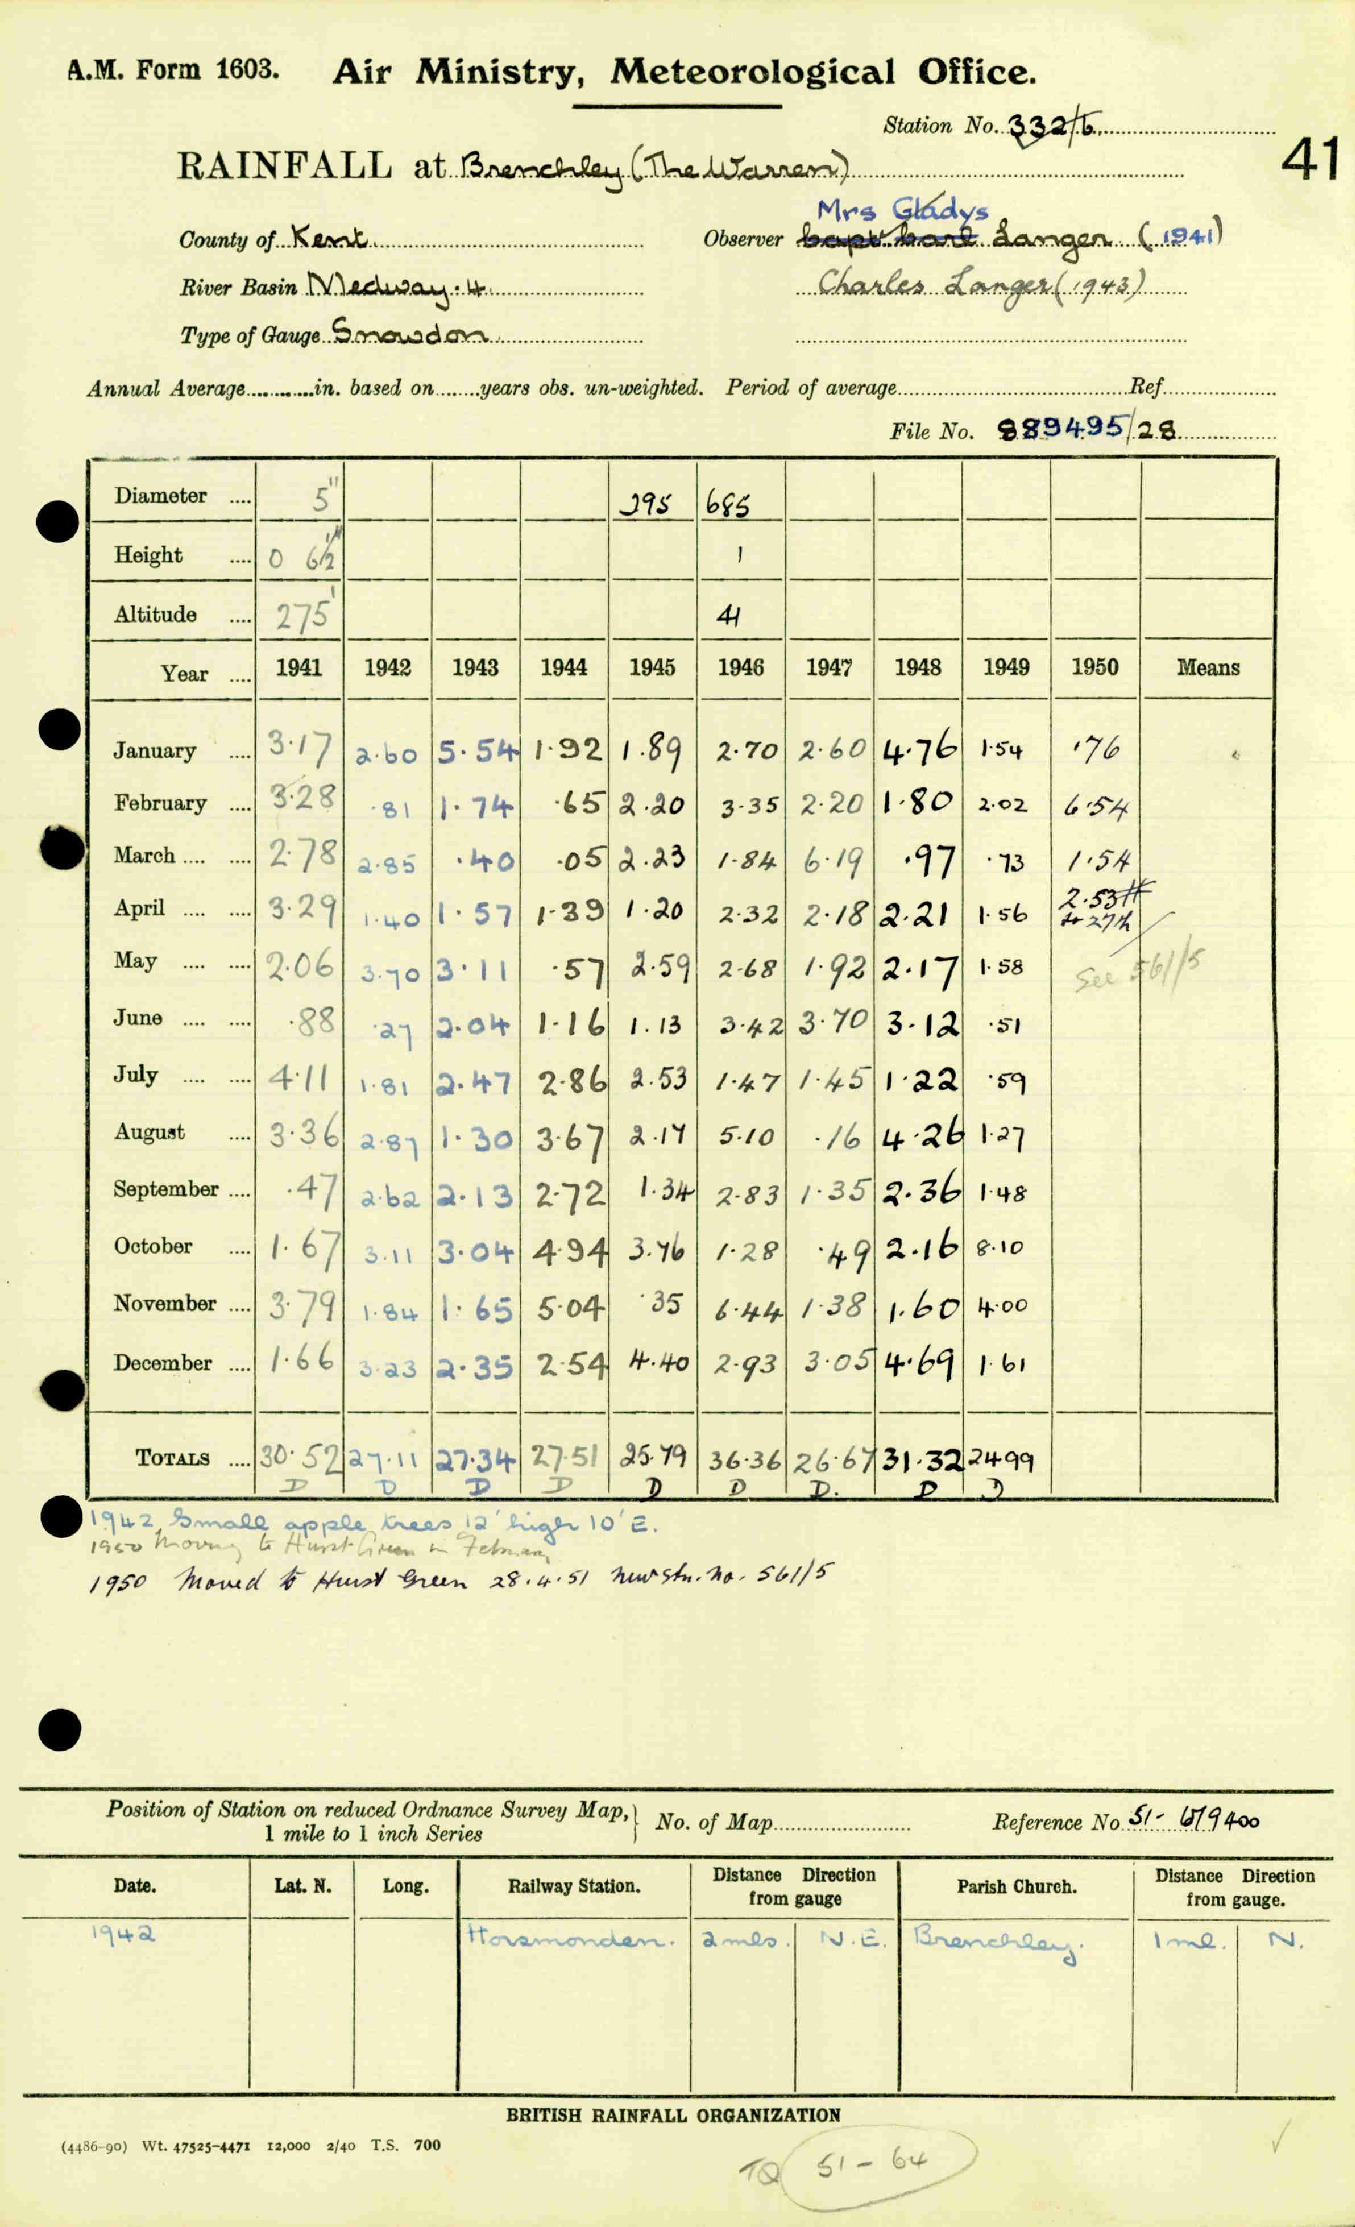 A.M. Form 1603. Air Ministry, Meteorological Office.
Station No. 332/6
41
RAINFALL at Brenchley (The Warren)
Mrs Gladys
County of Kent Observer Capt Carl Langer (1941)
River Basin Medway. 4 Charles Langer (1943)
Type of Gauge Snowdon
Annual Average............in. based on........years obs. un-weighted. Period of average........ Ref........
File No. 889495/28
Diameter .... 5" 295 685
Height .... 0 6½" 1
Altitude .... 275' 41
Year .... 1941 1942 1943 1944 1945 1946 1947 1948 1949 1950 Means
January .... 3·17 2·60 5·54 1·92 1·89 2·70 2·60 4·76 1·54 ·76
February .... 3·28 ·81 1·74 ·65 2·20 3·35 2·20 1·80 2·02 6·54
March .... .... 2·78 2·85 ·40 ·05 2·23 1·84 6·19 ·97 ·73 1·54
April .... .... 3·29 1·40 1·57 1·39 1·20 2·32 2·18 2·21 1·56 2·53 to 27th
May .... .... 2·06 3·70 3·11 ·57 2·59 2·68 1·92 2·17 1·58 See 561/5
June .... .... ·88 ·27 2·04 1·16 1·13 3·42 3·70 3·12 ·51
July .... .... 4·11 1·81 2·47 2·86 2·53 1·47 1·45 1·22 ·59
August .... 3·36 2·87 1·30 3·67 2·17 5·10 ·16 4·26 1·27
September .... ·47 2·62 2·13 2·72 1·34 2·83 1·35 2·36 1·48
October .... 1·67 3·11 3·04 4·94 3·76 1·28 ·49 2·16 8·10
November .... 3·79 1·84 1·65 5·04 ·35 6·44 1·38 1·60 4·00
December .... 1·66 3·23 2·35 2·54 4·40 2·93 3·05 4·69 1·61
TOTALS .... 30·52 27·11 27·34 27·51 25·79 36·36 26·67 31·32 24·99
D D D D D D D. D D
1942 Small apple trees 12' high 10' E.
1950 Moving to Hurst Green in February
1950 Moved to Hurst Green 28.4.51 new stn. no. 561/5
Position of Station on reduced Ordnance Survey Map,
1 mile to 1 inch Series
No. of Map........ Reference No 51- 679400
Date. Lat. N. Long. Railway Station. Distance Direction from gauge Parish Church. Distance Direction from gauge.
1942 Horsmonden. 2 mls. N.E. Brenchley. 1 ml. N.
BRITISH RAINFALL ORGANIZATION
(4486-90) Wt. 47525-4471 12,000 2/40 T.S. 700
TQ 51-64